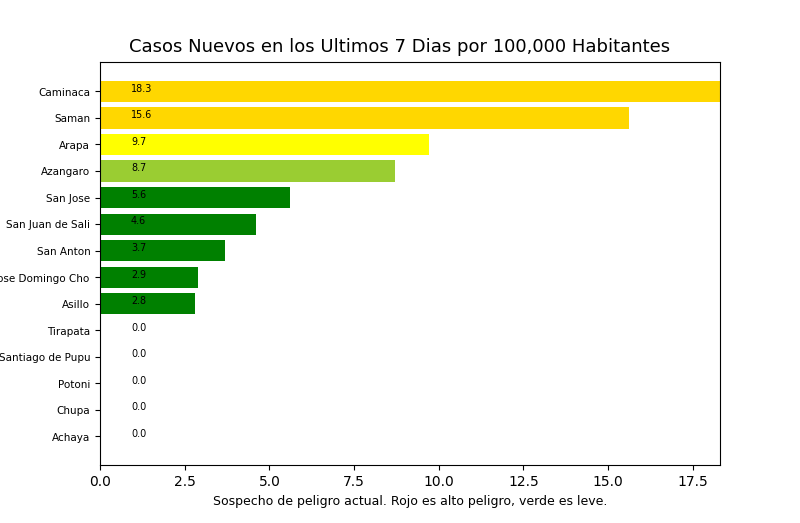 Casos Nuevos en los Ultimos 7 Dias por 100,000 Habitantes
Caminaca 18.3
Saman 15.6
Arapa 9.7
Azangaro 8.7
San Jose 5.6
San Juan de Sali 4.6
San Anton 3.7
ose Domingo Cho 2.9
Asillo 2.8
Tirapata 0.0
Santiago de Pupu 0.0
Potoni 0.0
Chupa 0.0
Achaya 0.0
0.0 2.5 5.0 7.5 10.0 12.5 15.0 17.5
Sospecho de peligro actual. Rojo es alto peligro, verde es leve.